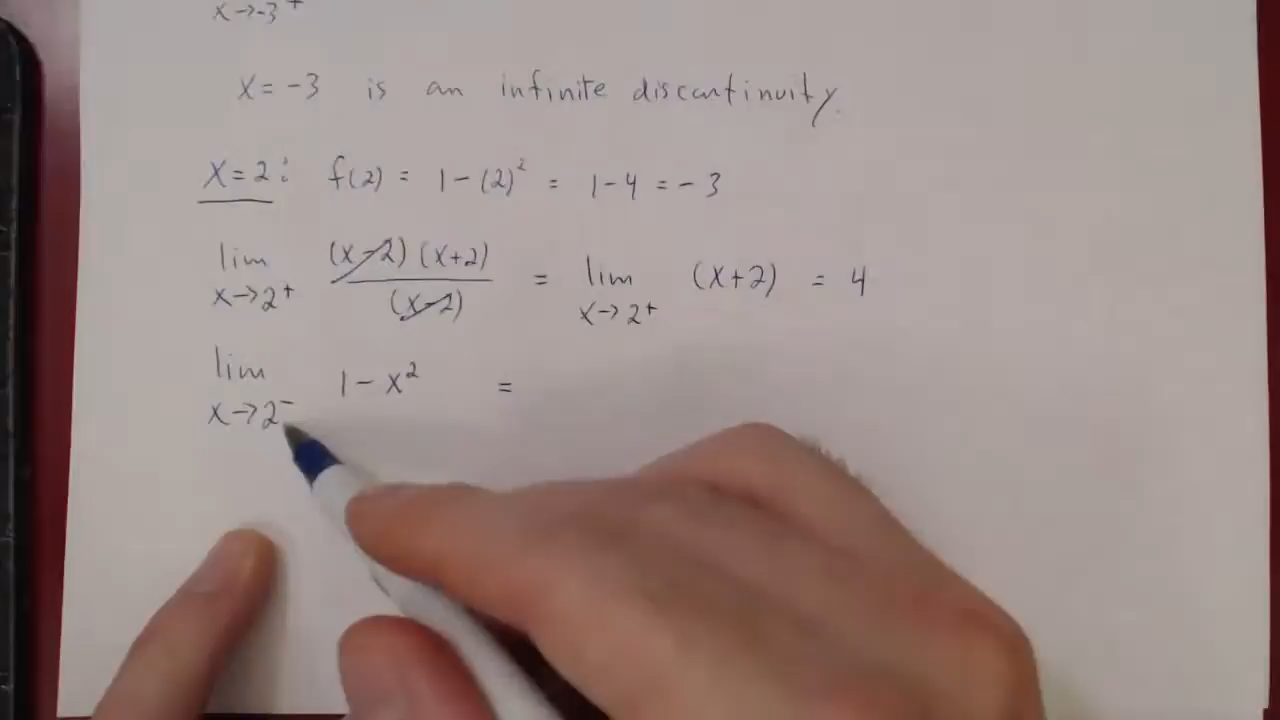 x→-3⁺
x = -3 is an infinite discontinuity.
x=2: f(2) = 1-(2)² = 1-4 = -3
lim x→2⁺ (x-2)(x+2)/(x-2) = lim x→2⁺ (x+2) = 4
lim x→2⁻ 1-x² =